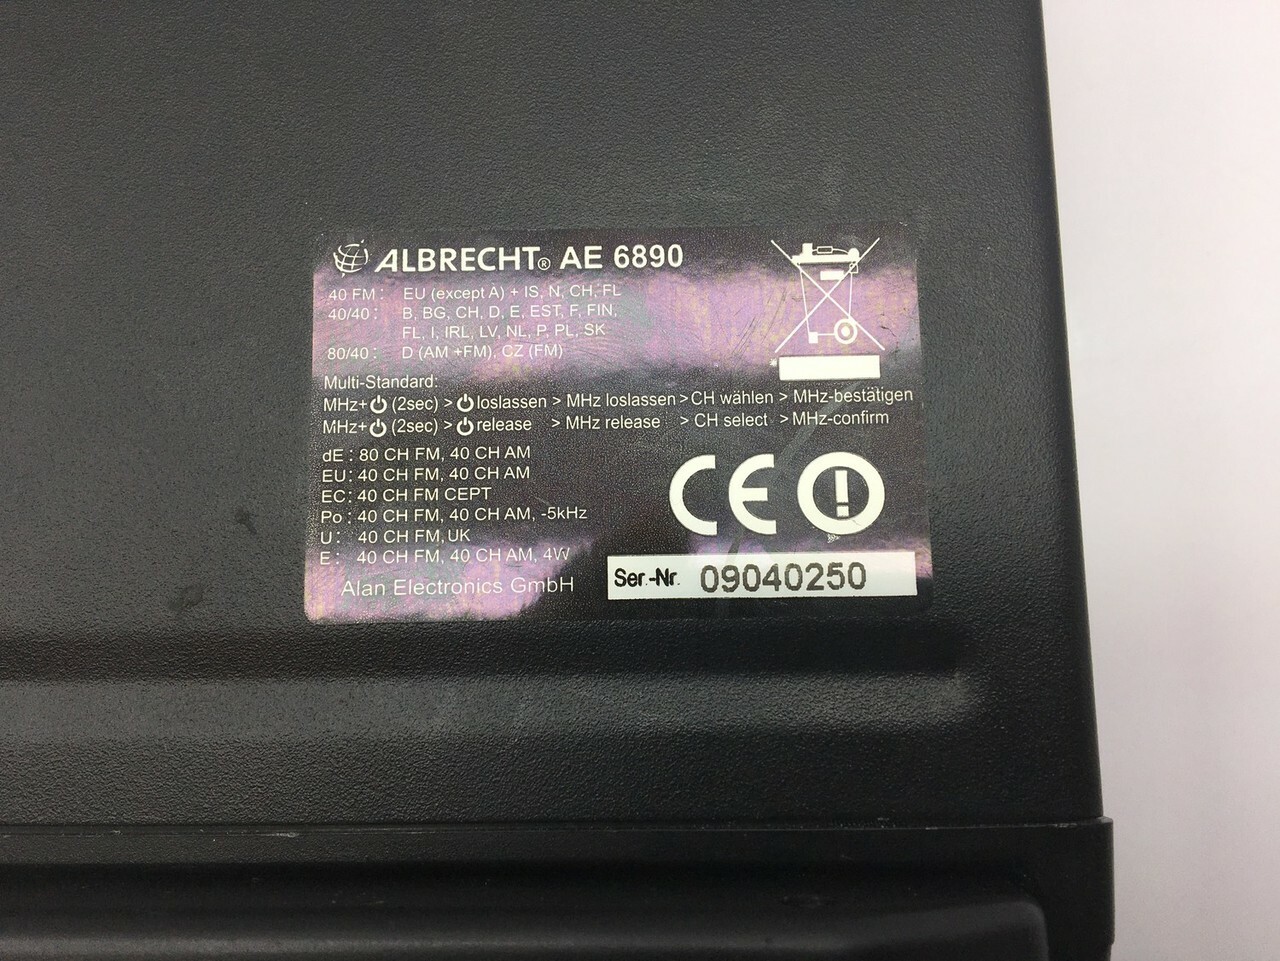 ALBRECHT® AE 6890
40 FM: EU (except A) + IS, N, CH, FL
40/40: B, BG, CH, D, E, EST, F, FIN,
FL, I, IRL, LV, NL, P, PL, SK
80/40: D (AM +FM), CZ (FM)
Multi-Standard:
MHz+⏻ (2sec) > ⏻ loslassen > MHz loslassen > CH wählen > MHz-bestätigen
MHz+⏻ (2sec) > ⏻ release > MHz release > CH select > MHz-confirm
dE: 80 CH FM, 40 CH AM
EU: 40 CH FM, 40 CH AM
EC: 40 CH FM CEPT
Po: 40 CH FM, 40 CH AM, -5kHz
U: 40 CH FM,UK
E: 40 CH FM, 40 CH AM, 4W
CE
Alan Electronics GmbH
Ser.-Nr. 09040250